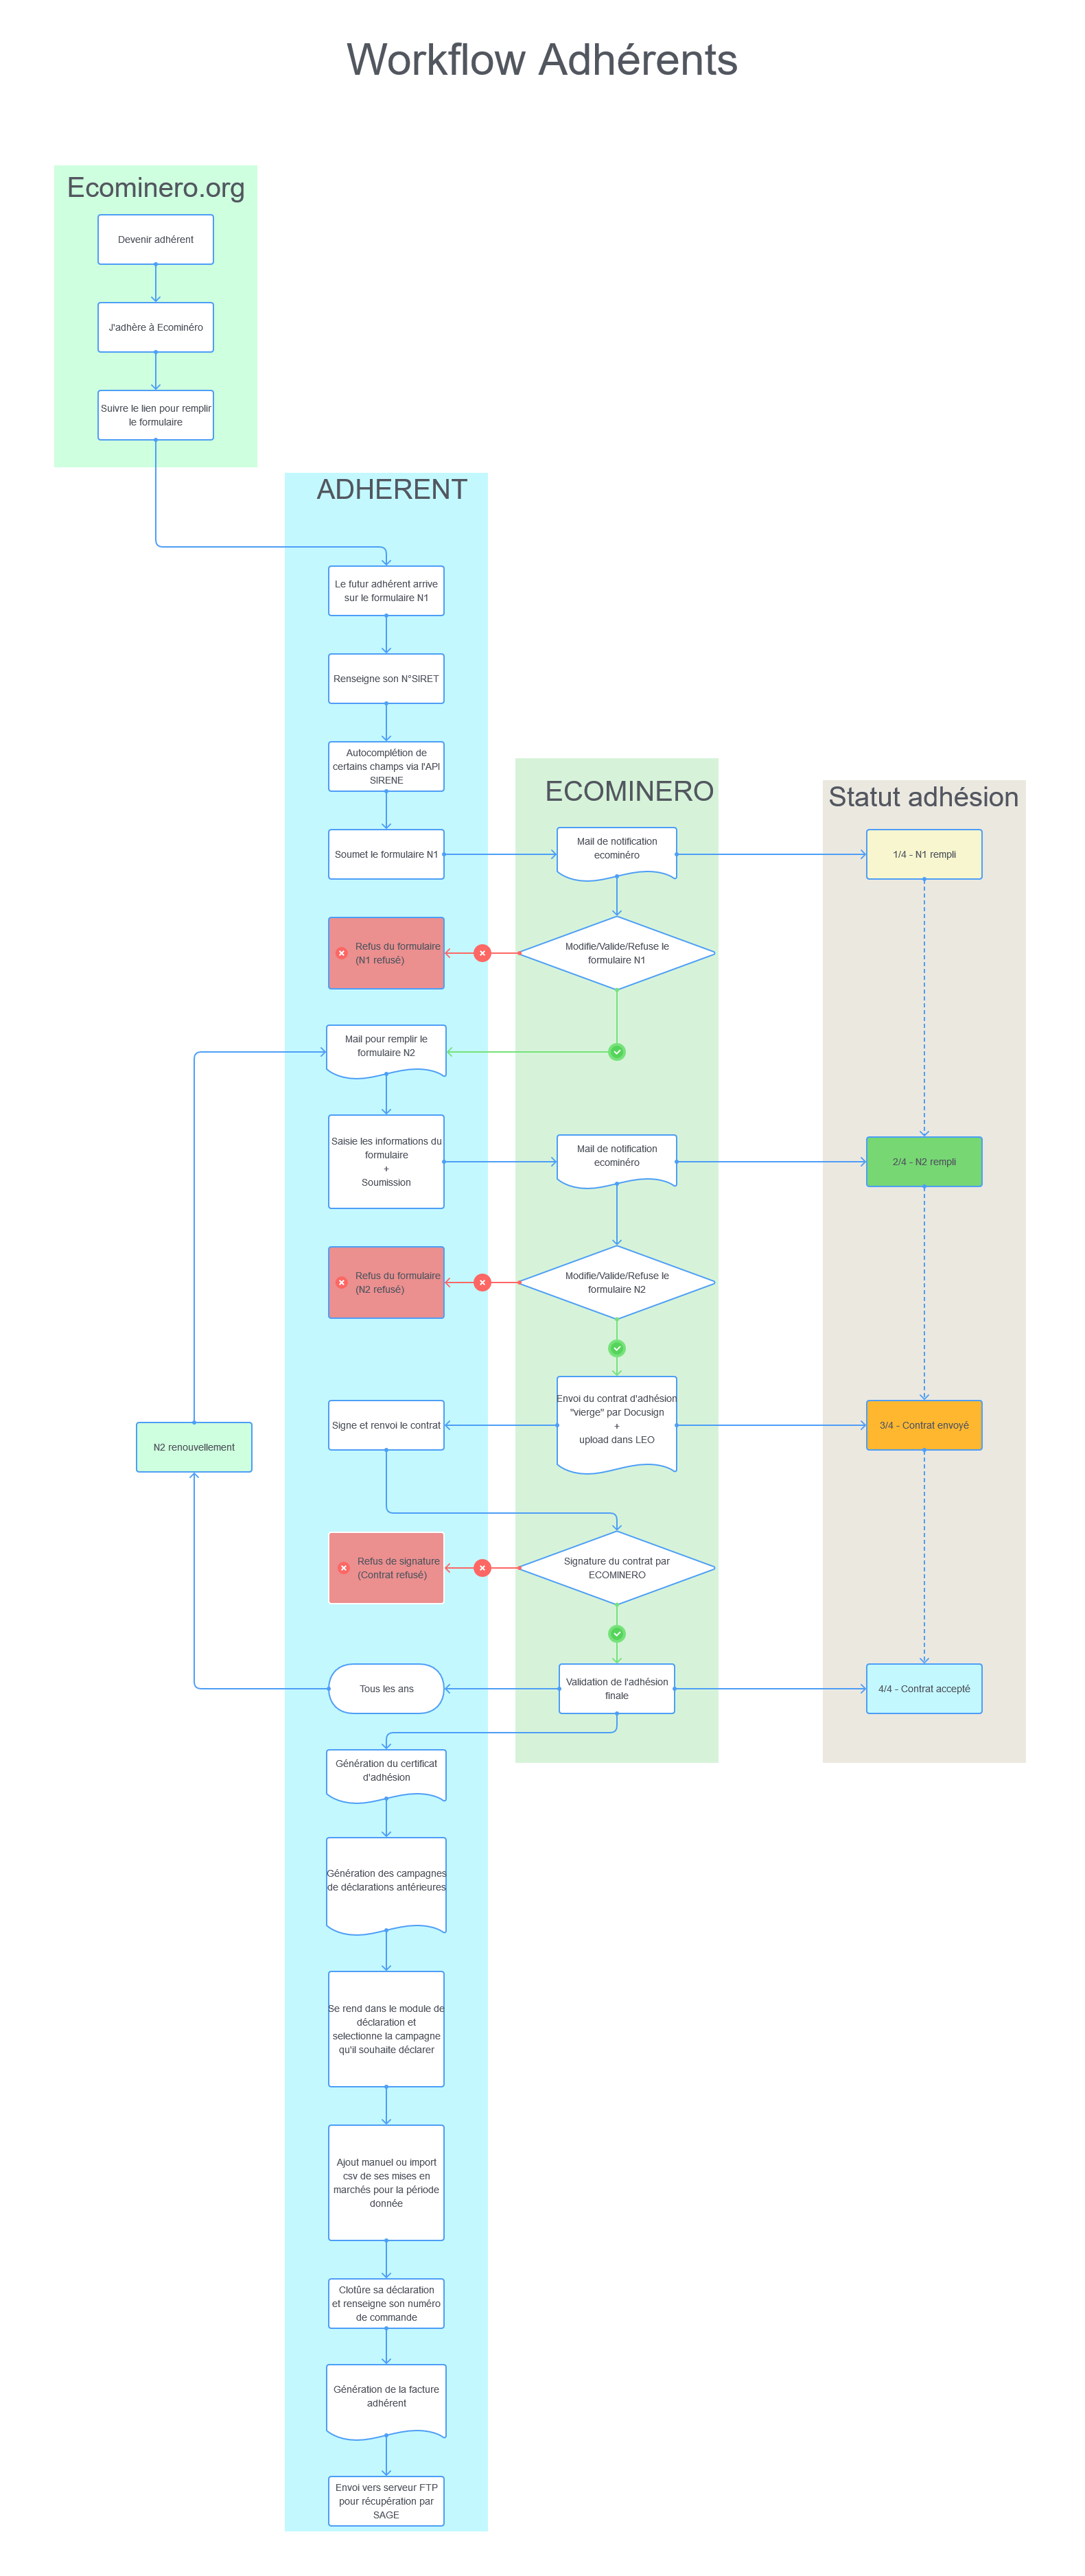 Workflow Adhérents
Ecominero.org
Devenir adhérent
J'adhère à Ecominéro
Suivre le lien pour remplir
le formulaire
ADHERENT
Le futur adhérent arrive
sur le formulaire N1
Renseigne son N°SIRET
Autocomplétion de
certains champs via l'API
SIRENE
ECOMINERO
Statut adhésion
Soumet le formulaire N1
Mail de notification
ecominéro
1/4 - N1 rempli
Refus du formulaire
(N1 refusé)
Modifie/Valide/Refuse le
formulaire N1
Mail pour remplir le
formulaire N2
Saisie les informations du
formulaire
+
Soumission
Mail de notification
ecominéro
2/4 - N2 rempli
Refus du formulaire
(N2 refusé)
Modifie/Valide/Refuse le
formulaire N2
N2 renouvellement
Signe et renvoi le contrat
Envoi du contrat d'adhésion
"vierge" par Docusign
+
upload dans LEO
3/4 - Contrat envoyé
Refus de signature
(Contrat refusé)
Signature du contrat par
ECOMINERO
Tous les ans
Validation de l'adhésion
finale
4/4 - Contrat accepté
Génération du certificat
d'adhésion
Génération des campagnes
de déclarations antérieures
Se rend dans le module de
déclaration et
selectionne la campagne
qu'il souhaite déclarer
Ajout manuel ou import
csv de ses mises en
marchés pour la période
donnée
Clotûre sa déclaration
et renseigne son numéro
de commande
Génération de la facture
adhérent
Envoi vers serveur FTP
pour récupération par
SAGE